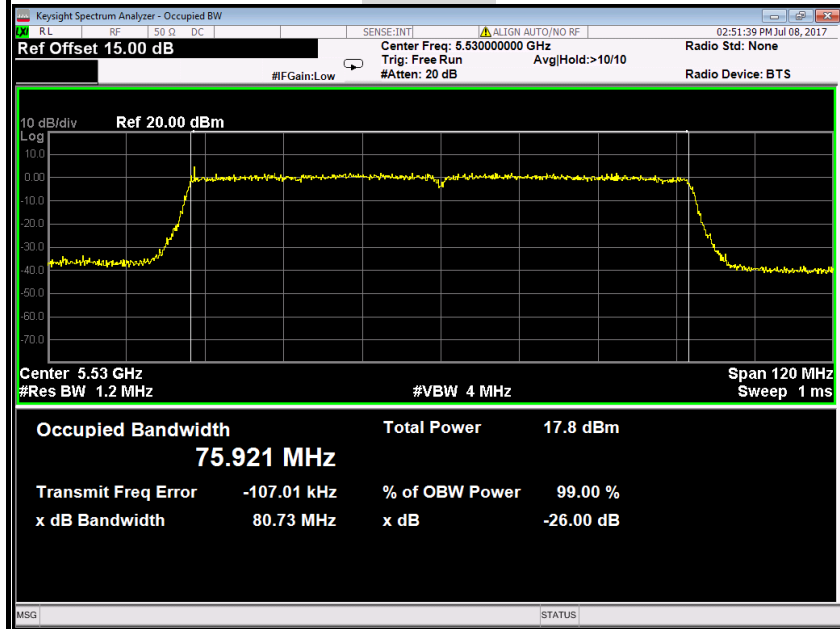 Keysight Spectrum Analyzer - Occupied BW
LXI RL RF 50 Ω DC SENSE:INT ALIGN AUTO/NO RF 02:51:39 PM Jul 08, 2017
Ref Offset 15.00 dB
Center Freq: 5.530000000 GHz
Radio Std: None
Trig: Free Run
Avg|Hold:>10/10
#IFGain:Low
#Atten: 20 dB
Radio Device: BTS
10 dB/div Ref 20.00 dBm
Log
10.0
0.00
-10.0
-20.0
-30.0
-40.0
-50.0
-60.0
-70.0
Center 5.53 GHz Span 120 MHz
#Res BW 1.2 MHz #VBW 4 MHz Sweep 1 ms
Occupied Bandwidth Total Power 17.8 dBm
75.921 MHz
Transmit Freq Error -107.01 kHz % of OBW Power 99.00 %
x dB Bandwidth 80.73 MHz x dB -26.00 dB
MSG STATUS